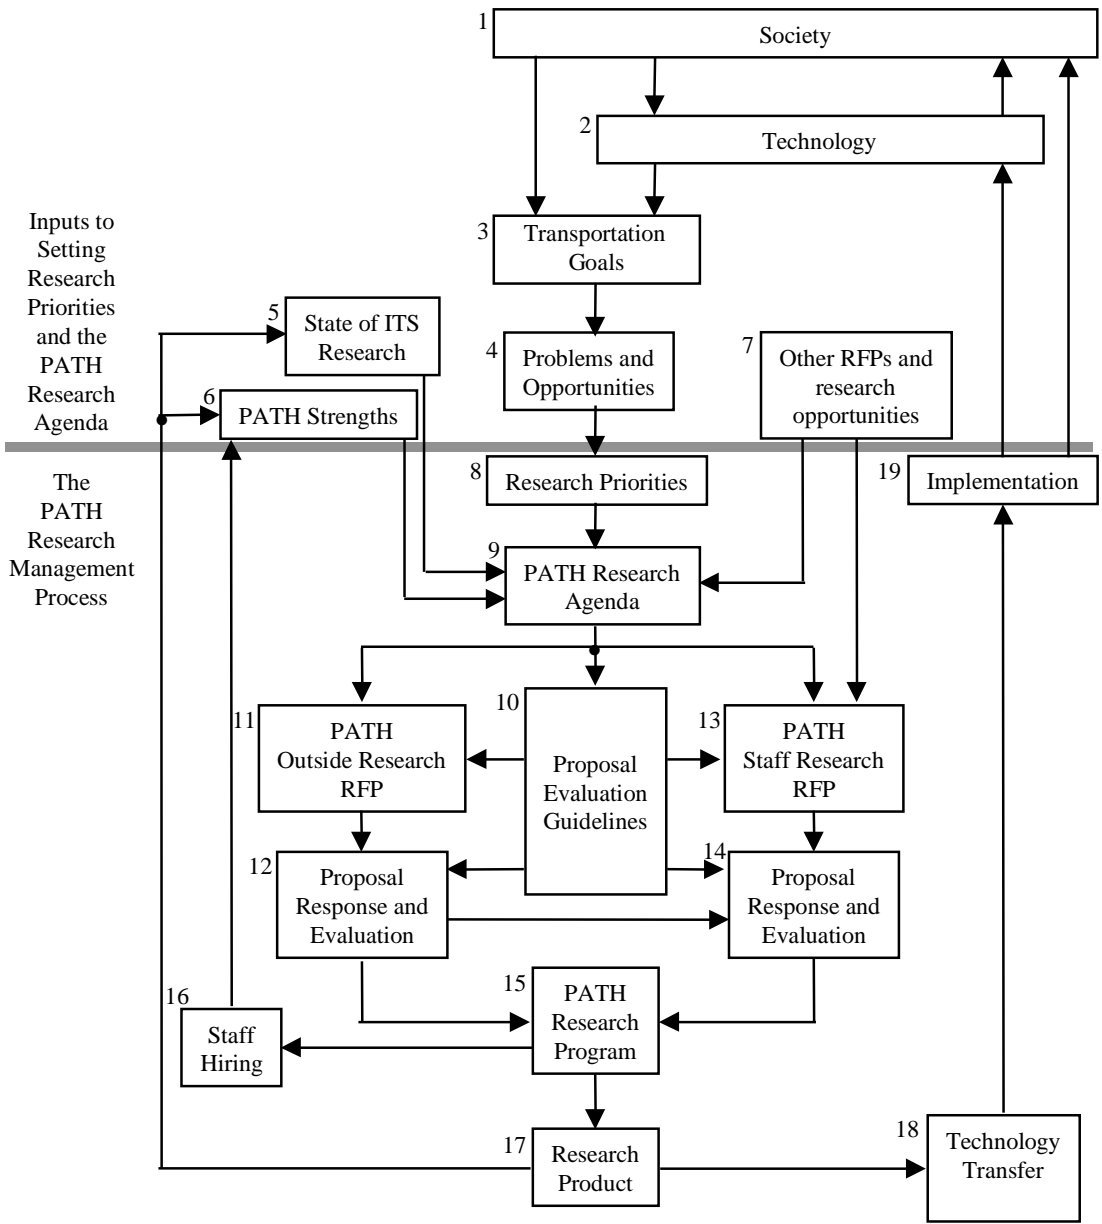 1
Society
2
Technology
Inputs to
Setting
Research
Priorities
and the
PATH
Research
Agenda
3
Transportation
Goals
5
State of ITS
Research
4
Problems and
Opportunities
7
Other RFPs and
research
opportunities
6
PATH Strengths
The
PATH
Research
Management
Process
8
Research Priorities
19
Implementation
9
PATH Research
Agenda
10
Proposal
Evaluation
Guidelines
11
PATH
Outside Research
RFP
13
PATH
Staff Research
RFP
12
Proposal
Response and
Evaluation
14
Proposal
Response and
Evaluation
15
PATH
Research
Program
16
Staff
Hiring
17
Research
Product
18
Technology
Transfer